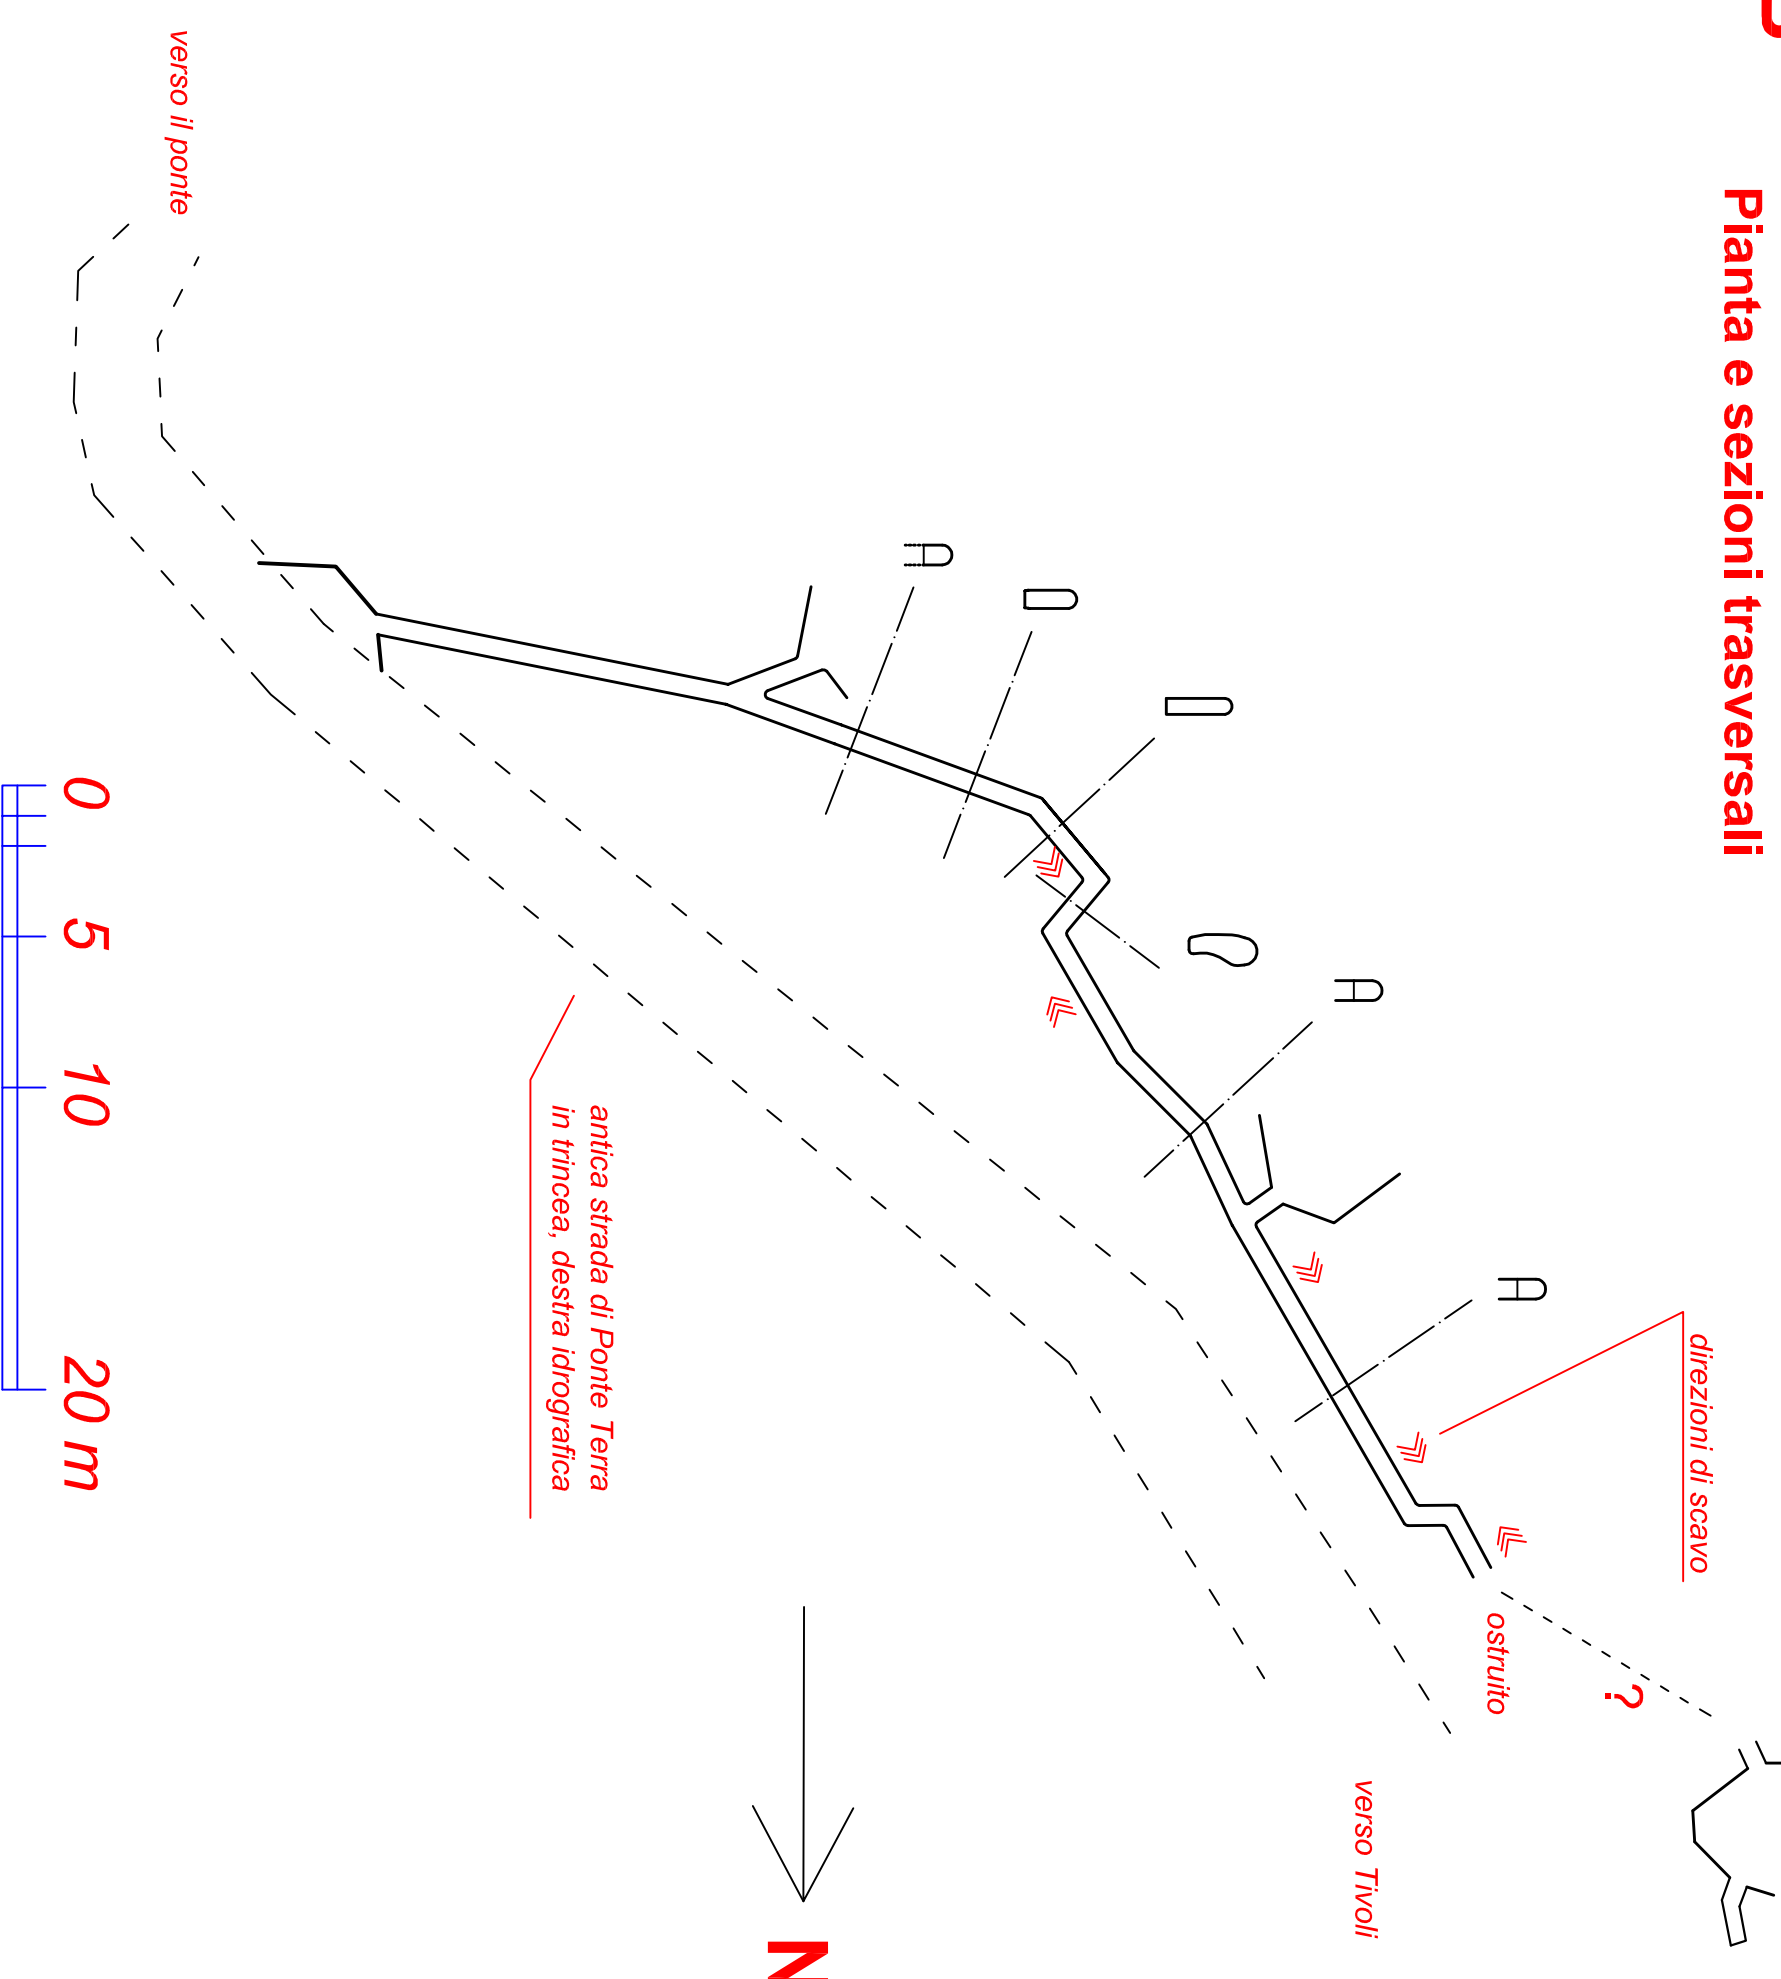 Pianta e sezioni trasversali
direzioni di scavo
?
ostruito
verso Tivoli
antica strada di Ponte Terra
in trincea, destra idrografica
verso il ponte
0 5 10 20 m
N